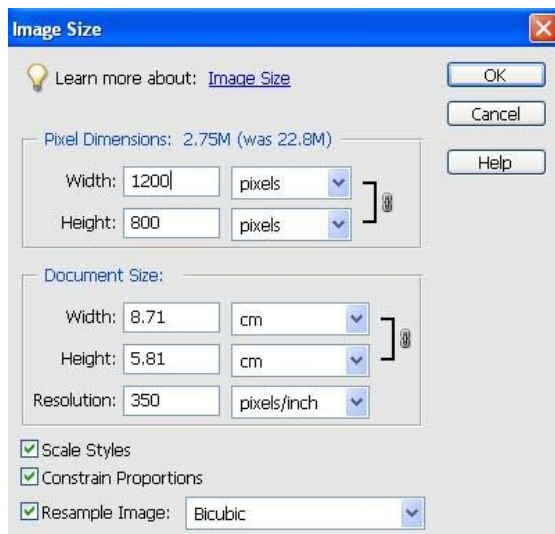 Image Size
Learn more about: Image Size
OK
Cancel
Help
Pixel Dimensions: 2.75M (was 22.8M)
Width: 1200 pixels
Height: 800 pixels
Document Size:
Width: 8.71 cm
Height: 5.81 cm
Resolution: 350 pixels/inch
Scale Styles
Constrain Proportions
Resample Image: Bicubic